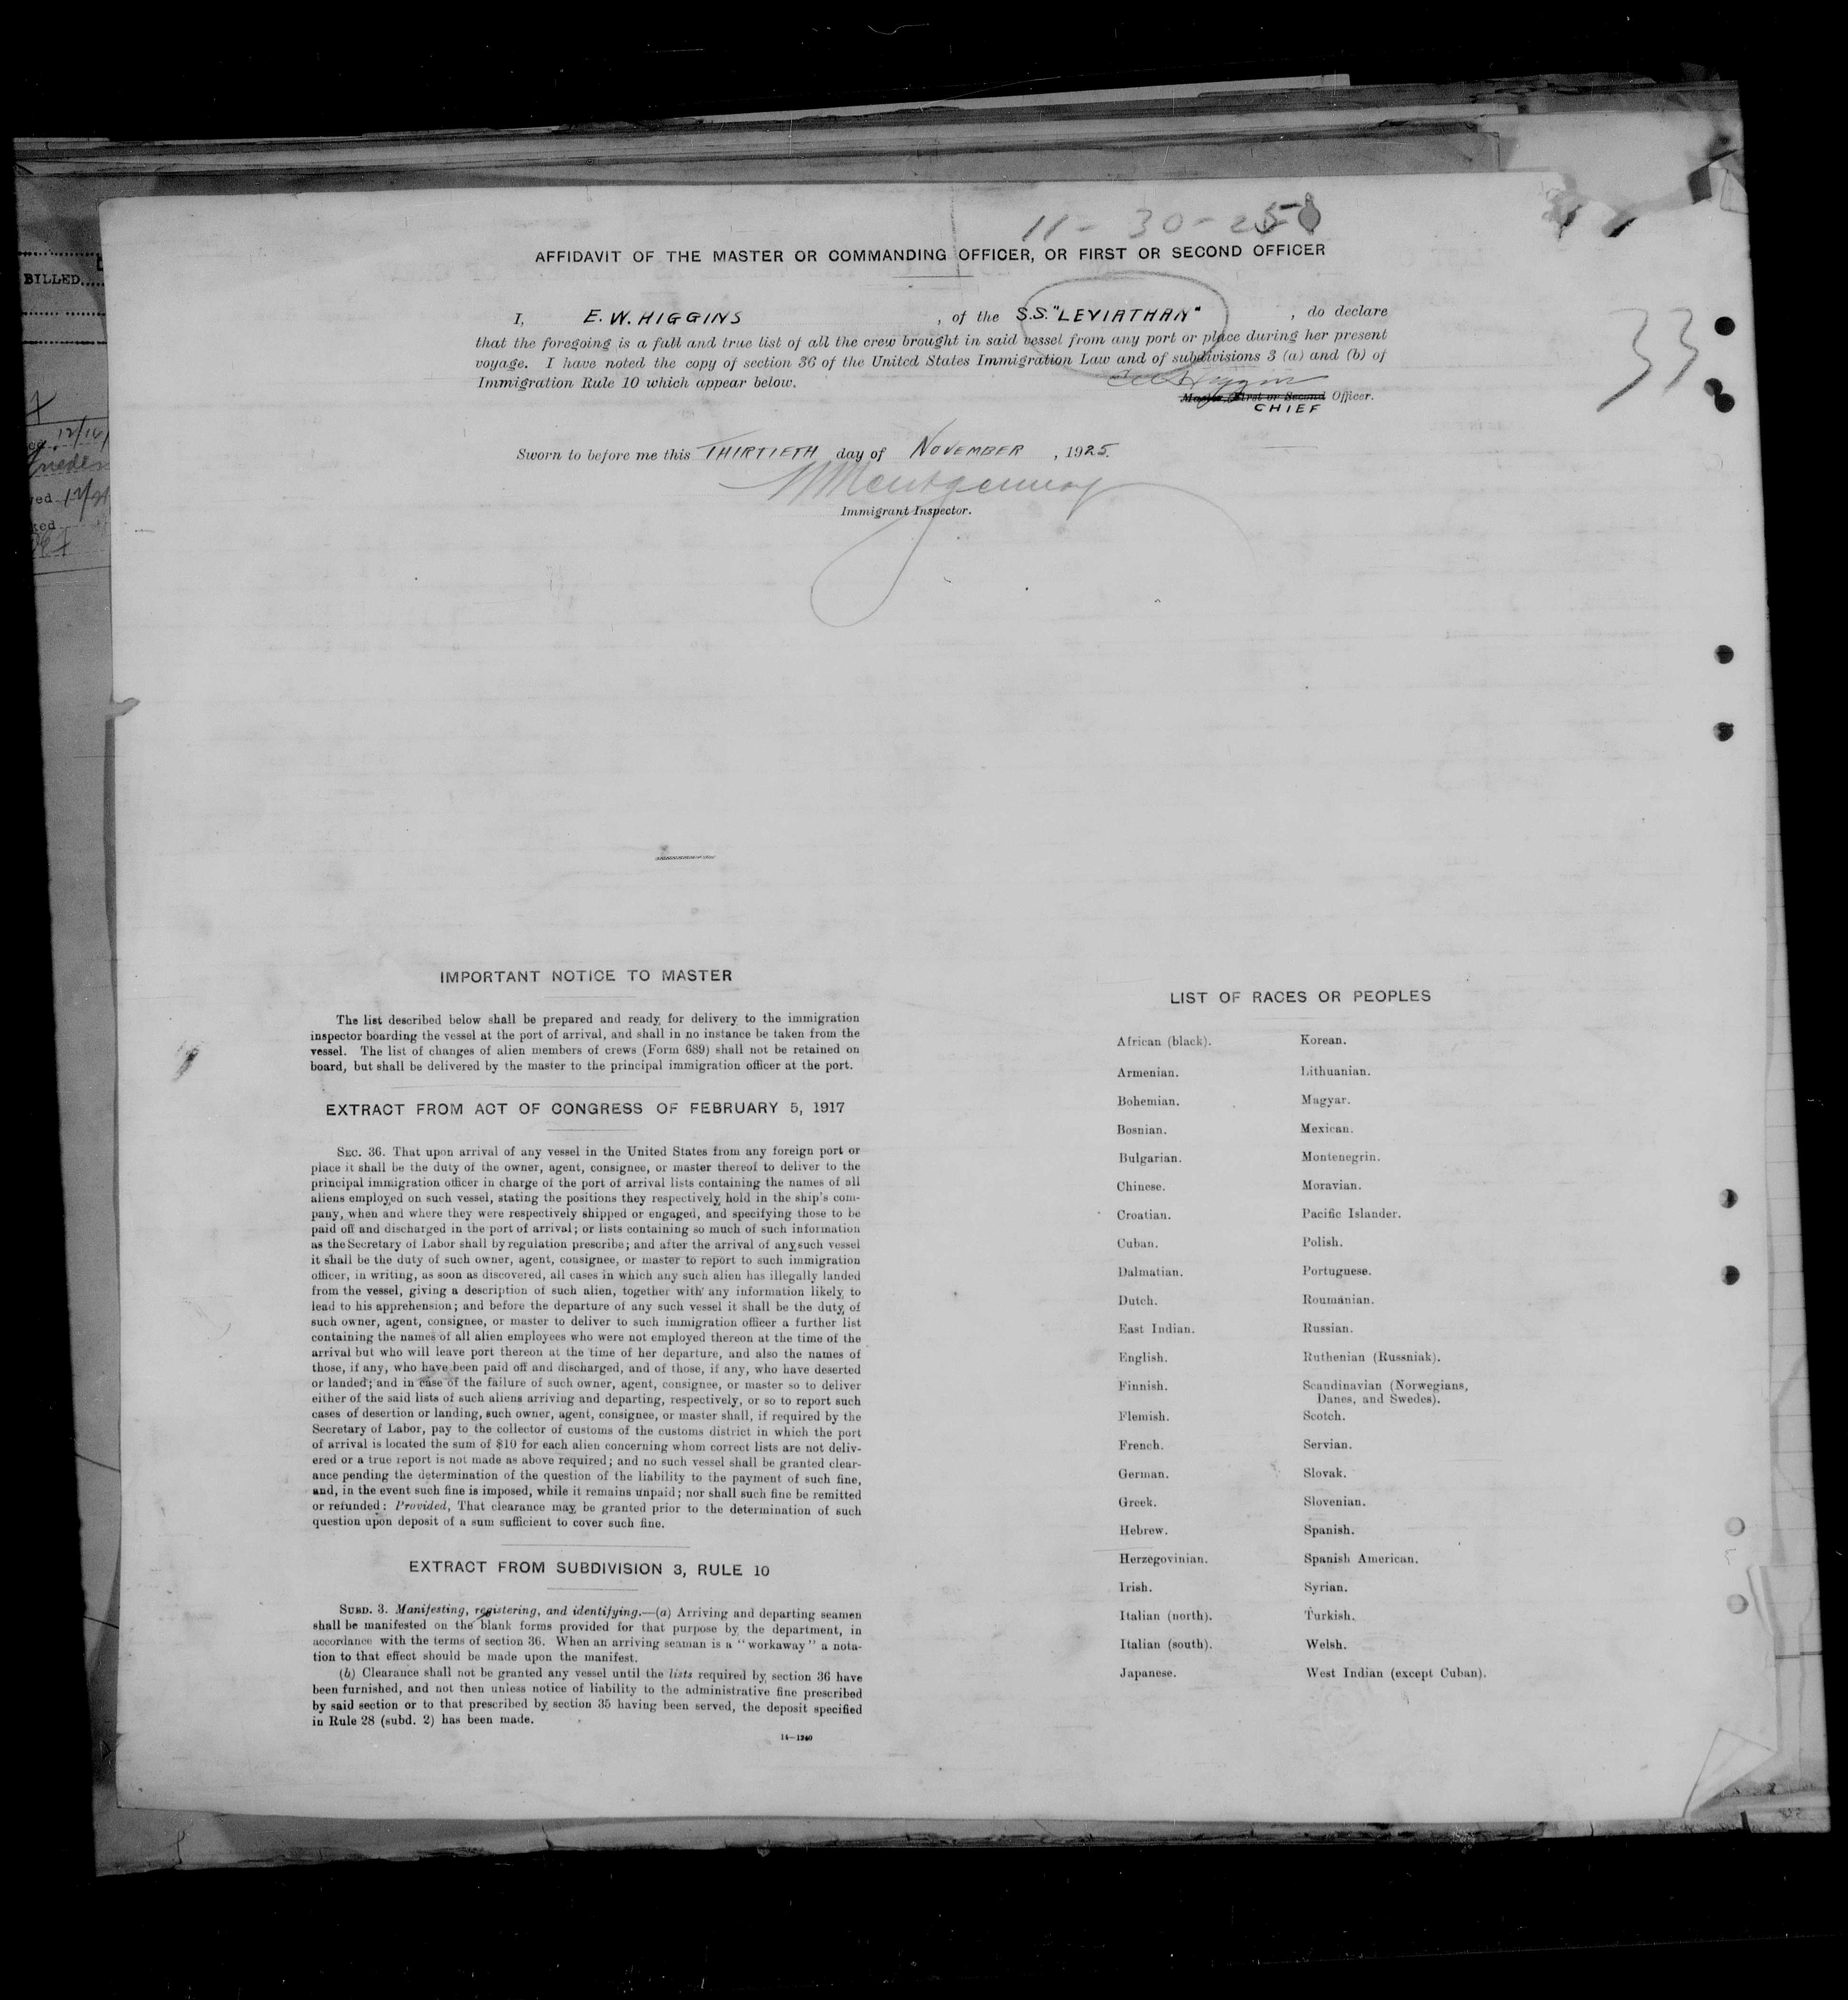 11-30-25
AFFIDAVIT OF THE MASTER OR COMMANDING OFFICER, OR FIRST OR SECOND OFFICER
I, E. W. HIGGINS, of the S.S. "LEVIATHAN", do declare
that the foregoing is a full and true list of all the crew brought in said vessel from any port or place during her present
voyage. I have noted the copy of section 36 of the United States Immigration Law and of subdivisions 3 (a) and (b) of
Immigration Rule 10 which appear below.
33
E W Higgins
Master, First or Second Officer.
CHIEF
Sworn to before me this THIRTIETH day of NOVEMBER, 1925.
Montgomery
Immigrant Inspector.
BILLED
12/16/
IMPORTANT NOTICE TO MASTER
The list described below shall be prepared and ready for delivery to the immigration
inspector boarding the vessel at the port of arrival, and shall in no instance be taken from the
vessel. The list of changes of alien members of crews (Form 689) shall not be retained on
board, but shall be delivered by the master to the principal immigration officer at the port.
EXTRACT FROM ACT OF CONGRESS OF FEBRUARY 5, 1917
SEC. 36. That upon arrival of any vessel in the United States from any foreign port or
place it shall be the duty of the owner, agent, consignee, or master thereof to deliver to the
principal immigration officer in charge of the port of arrival lists containing the names of all
aliens employed on such vessel, stating the positions they respectively hold in the ship's com-
pany, when and where they were respectively shipped or engaged, and specifying those to be
paid off and discharged in the port of arrival; or lists containing so much of such information
as the Secretary of Labor shall by regulation prescribe; and after the arrival of any such vessel
it shall be the duty of such owner, agent, consignee, or master to report to such immigration
officer, in writing, as soon as discovered, all cases in which any such alien has illegally landed
from the vessel, giving a description of such alien, together with any information likely to
lead to his apprehension; and before the departure of any such vessel it shall be the duty of
such owner, agent, consignee, or master to deliver to such immigration officer a further list
containing the names of all alien employees who were not employed thereon at the time of the
arrival but who will leave port thereon at the time of her departure, and also the names of
those, if any, who have been paid off and discharged, and of those, if any, who have deserted
or landed; and in case of the failure of such owner, agent, consignee, or master so to deliver
either of the said lists of such aliens arriving and departing, respectively, or so to report such
cases of desertion or landing, such owner, agent, consignee, or master shall, if required by the
Secretary of Labor, pay to the collector of customs of the customs district in which the port
of arrival is located the sum of $10 for each alien concerning whom correct lists are not deliv-
ered or a true report is not made as above required; and no such vessel shall be granted clear-
ance pending the determination of the question of the liability to the payment of such fine,
and, in the event such fine is imposed, while it remains unpaid; nor shall such fine be remitted
or refunded: Provided, That clearance may be granted prior to the determination of such
question upon deposit of a sum sufficient to cover such fine.
EXTRACT FROM SUBDIVISION 3, RULE 10
SUBD. 3. Manifesting, registering, and identifying.—(a) Arriving and departing seamen
shall be manifested on the blank forms provided for that purpose by the department, in
accordance with the terms of section 36. When an arriving seaman is a "workaway" a nota-
tion to that effect should be made upon the manifest.
(b) Clearance shall not be granted any vessel until the lists required by section 36 have
been furnished, and not then unless notice of liability to the administrative fine prescribed
by said section or to that prescribed by section 35 having been served, the deposit specified
in Rule 28 (subd. 2) has been made.
14—1240
LIST OF RACES OR PEOPLES
African (black).
Armenian.
Bohemian.
Bosnian.
Bulgarian.
Chinese.
Croatian.
Cuban.
Dalmatian.
Dutch.
East Indian.
English.
Finnish.
Flemish.
French.
German.
Greek.
Hebrew.
Herzegovinian.
Irish.
Italian (north).
Italian (south).
Japanese.
Korean.
Lithuanian.
Magyar.
Mexican.
Montenegrin.
Moravian.
Pacific Islander.
Polish.
Portuguese.
Roumanian.
Russian.
Ruthenian (Russniak).
Scandinavian (Norwegians,
Danes, and Swedes).
Scotch.
Servian.
Slovak.
Slovenian.
Spanish.
Spanish American.
Syrian.
Turkish.
Welsh.
West Indian (except Cuban).